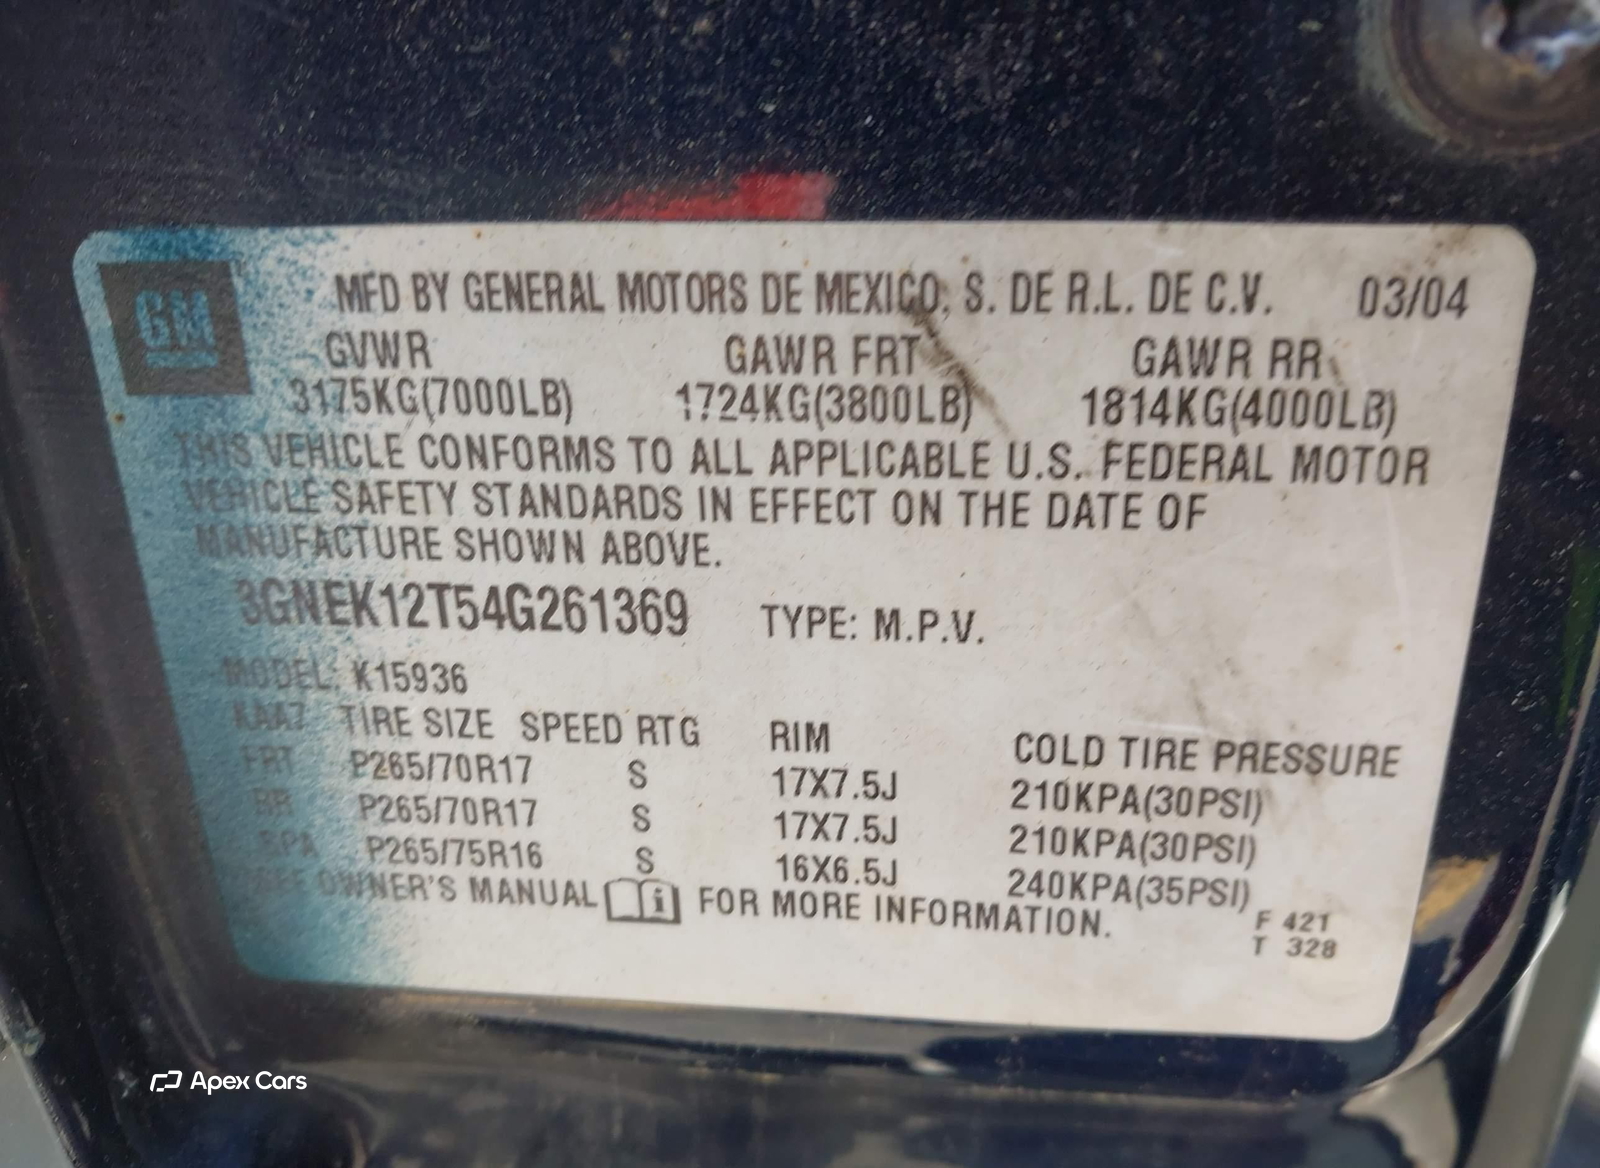 GM
MFD BY GENERAL MOTORS DE MEXICO, S. DE R.L. DE C.V. 03/04
GVWR GAWR FRT GAWR RR
3175KG(7000LB) 1724KG(3800LB) 1814KG(4000LB)
THIS VEHICLE CONFORMS TO ALL APPLICABLE U.S. FEDERAL MOTOR
VEHICLE SAFETY STANDARDS IN EFFECT ON THE DATE OF
MANUFACTURE SHOWN ABOVE.
3GNEK12T54G261369 TYPE: M.P.V.
MODEL: K15936
TIRE SIZE SPEED RTG RIM COLD TIRE PRESSURE
FRT P265/70R17 S 17X7.5J 210KPA(30PSI)
RR P265/70R17 S 17X7.5J 210KPA(30PSI)
SPA P265/75R16 S 16X6.5J 240KPA(35PSI)
SEE OWNER'S MANUAL i FOR MORE INFORMATION.
F 421
T 328
Apex Cars